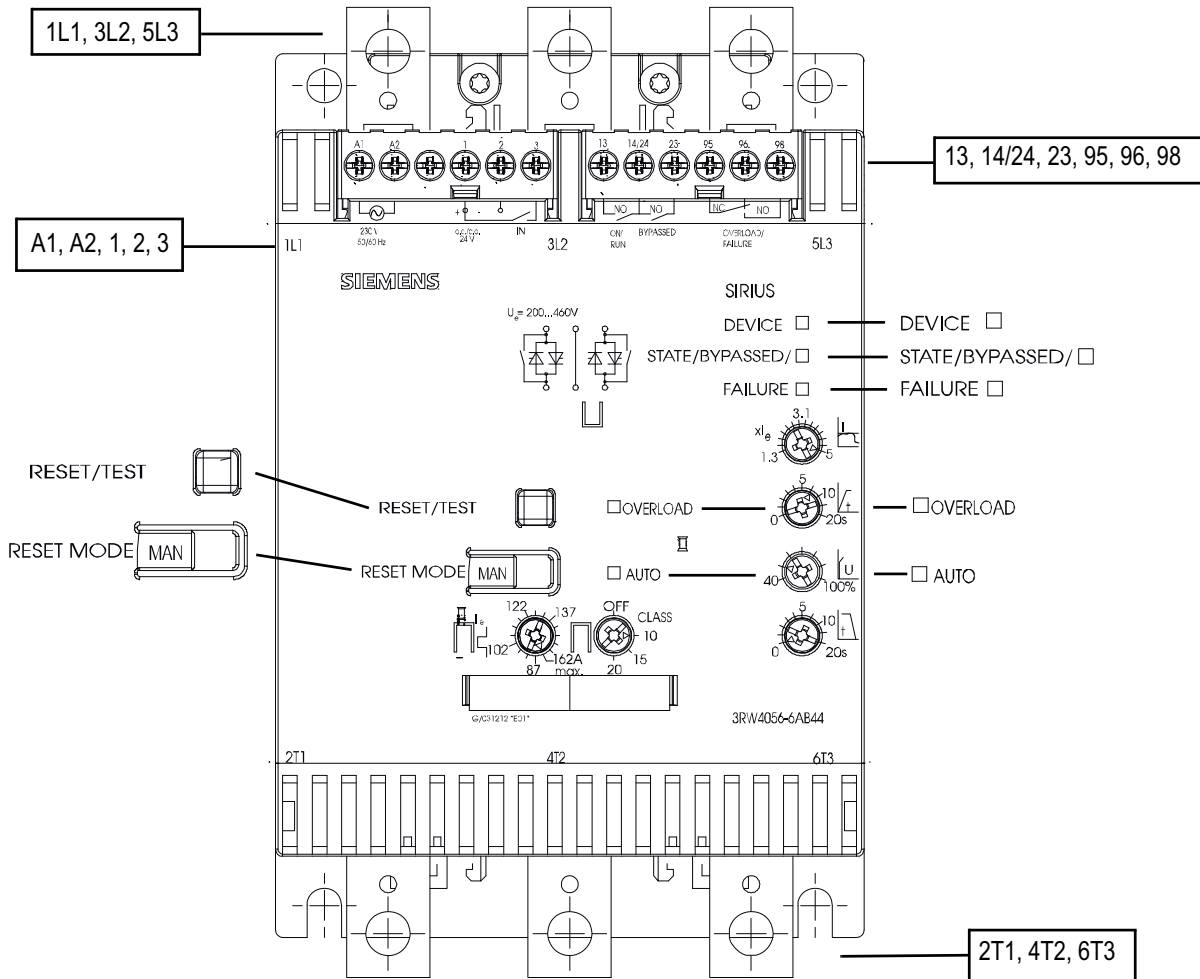 1L1, 3L2, 5L3
A1 A2 1 2 3
13 14/24 23 95 96 98
13, 14/24, 23, 95, 96, 98
NO NO NC NO
+ - IN
24 V
50/60 Hz
ON/ BYPASSED OVERLOAD/
RUN FAILURE
A1, A2, 1, 2, 3
1L1 3L2 5L3
SIEMENS
SIRIUS
Ue= 200...460V
DEVICE DEVICE
STATE/BYPASSED/ STATE/BYPASSED/
FAILURE FAILURE
3.1
xIe
1.3 5
I
RESET/TEST
RESET/TEST
OVERLOAD
5
10
0 20s
t
OVERLOAD
RESET MODE MAN
RESET MODE MAN
AUTO
40 100%
U
AUTO
122 137
Ie
102 162A
87 max.
OFF
CLASS
10
15
20
5
10
0 20s
t
3RW4056-6AB44
2T1 4T2 6T3
2T1, 4T2, 6T3